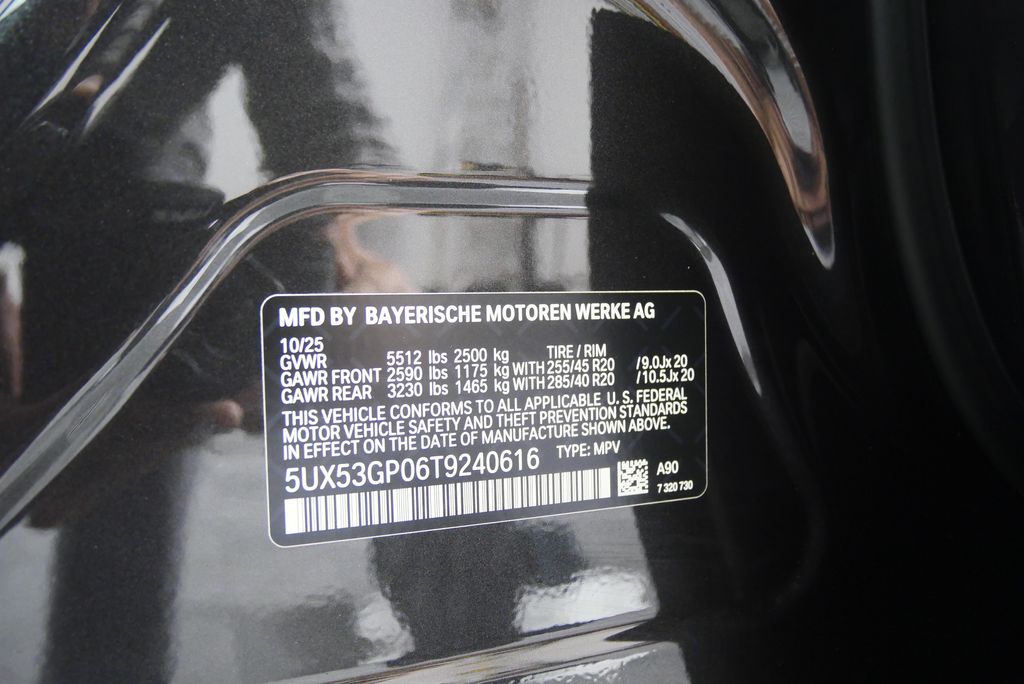 MFD BY BAYERISCHE MOTOREN WERKE AG
10/25
GVWR 5512 lbs 2500 kg TIRE / RIM
GAWR FRONT 2590 lbs 1175 kg WITH 255/45 R20 /9.0Jx20
GAWR REAR 3230 lbs 1465 kg WITH 285/40 R20 /10.5Jx20
THIS VEHICLE CONFORMS TO ALL APPLICABLE U. S. FEDERAL
MOTOR VEHICLE SAFETY AND THEFT PREVENTION STANDARDS
IN EFFECT ON THE DATE OF MANUFACTURE SHOWN ABOVE.
5UX53GP06T9240616 TYPE: MPV
A90
7 320 730